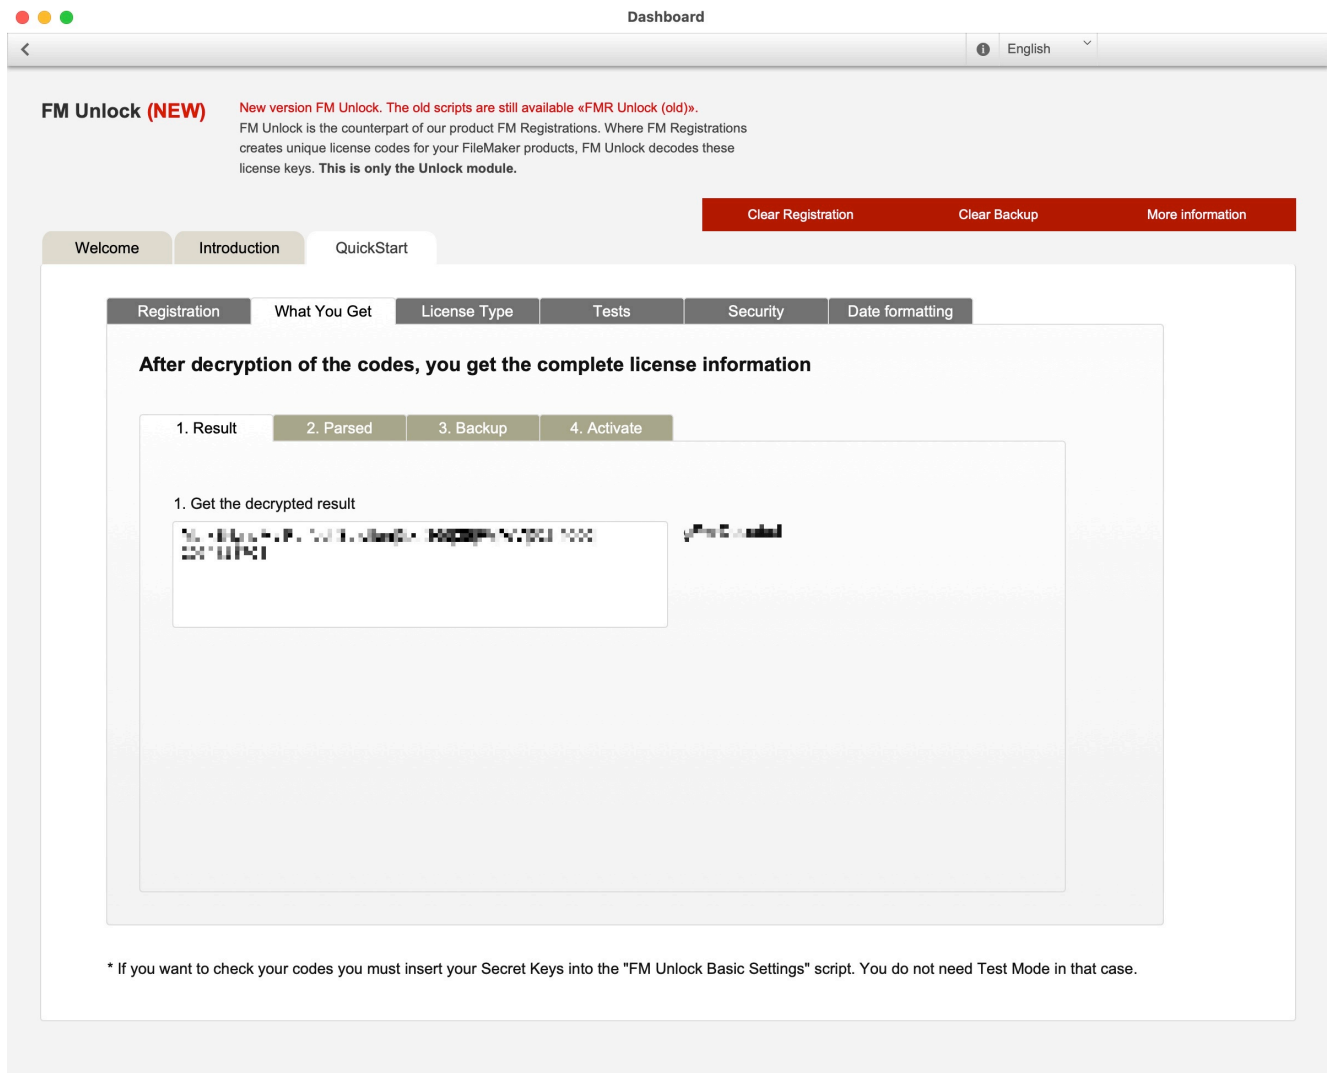 Dashboard
English
FM Unlock (NEW)
New version FM Unlock. The old scripts are still available «FMR Unlock (old)».
FM Unlock is the counterpart of our product FM Registrations. Where FM Registrations
creates unique license codes for your FileMaker products, FM Unlock decodes these
license keys. This is only the Unlock module.
Clear Registration Clear Backup More information
Welcome Introduction QuickStart
Registration What You Get License Type Tests Security Date formatting
After decryption of the codes, you get the complete license information
1. Result 2. Parsed 3. Backup 4. Activate
1. Get the decrypted result
* If you want to check your codes you must insert your Secret Keys into the "FM Unlock Basic Settings" script. You do not need Test Mode in that case.